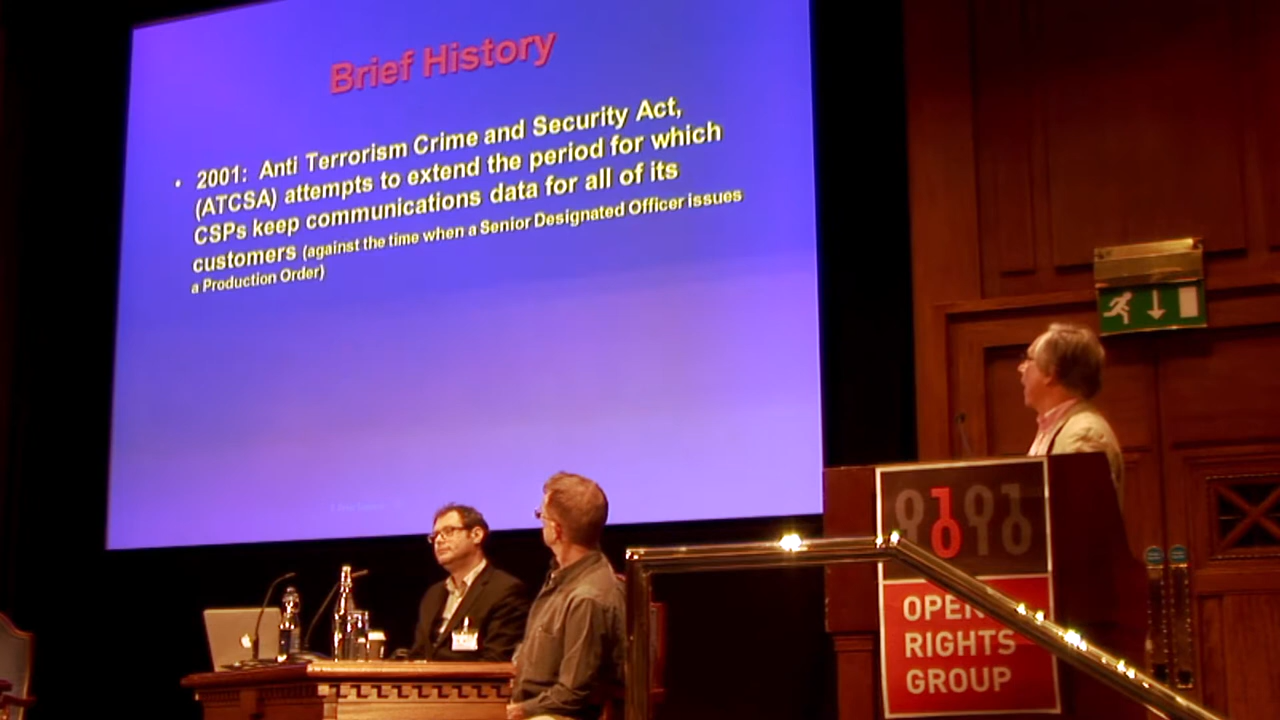 Brief History
• 2001: Anti Terrorism Crime and Security Act,
(ATCSA) attempts to extend the period for which
CSPs keep communications data for all of its
customers (against the time when a Senior Designated Officer issues
a Production Order)
OPEN
RIGHTS
GROUP